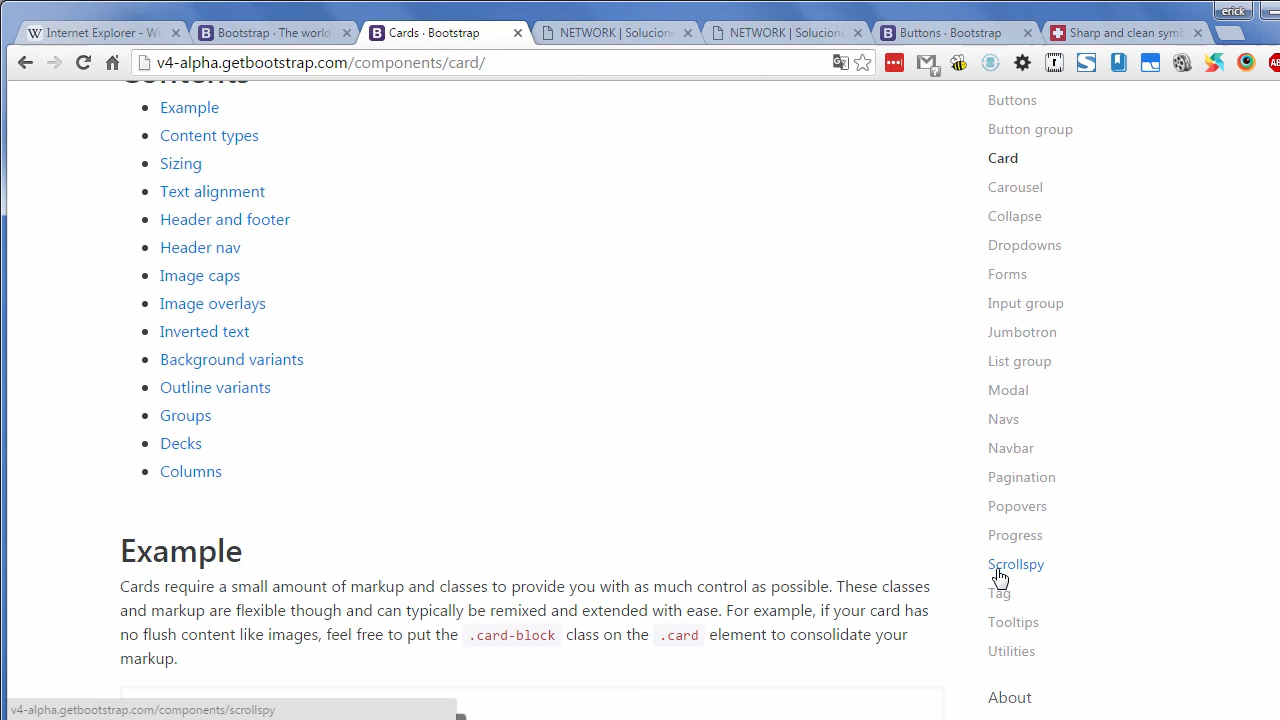 erick
Internet Explorer - Wi
Bootstrap · The world
Cards · Bootstrap
NETWORK | Solucione
NETWORK | Solucione
Buttons · Bootstrap
Sharp and clean symb
v4-alpha.getbootstrap.com/components/card/
Contents
Example
Content types
Sizing
Text alignment
Header and footer
Header nav
Image caps
Image overlays
Inverted text
Background variants
Outline variants
Groups
Decks
Columns
Example
Cards require a small amount of markup and classes to provide you with as much control as possible. These classes
and markup are flexible though and can typically be remixed and extended with ease. For example, if your card has
no flush content like images, feel free to put the .card-block class on the .card element to consolidate your
markup.
Buttons
Button group
Card
Carousel
Collapse
Dropdowns
Forms
Input group
Jumbotron
List group
Modal
Navs
Navbar
Pagination
Popovers
Progress
Scrollspy
Tag
Tooltips
Utilities
About
v4-alpha.getbootstrap.com/components/scrollspy